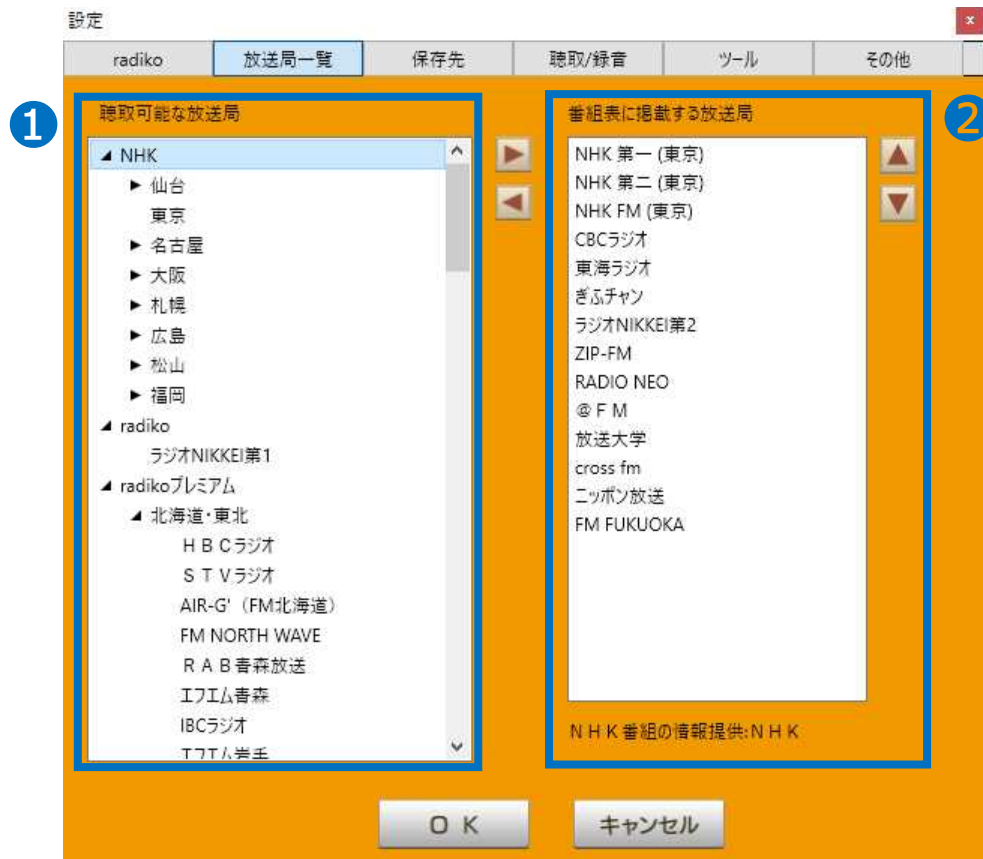 設定
x
radiko 放送局一覧 保存先 聴取/録音 ツール その他
1
聴取可能な放送局
NHK
仙台
東京
名古屋
大阪
札幌
広島
松山
福岡
radiko
ラジオNIKKEI第1
radikoプレミアム
北海道・東北
ＨＢＣラジオ
ＳＴＶラジオ
AIR-G'（FM北海道）
FM NORTH WAVE
ＲＡＢ青森放送
エフエム青森
IBCラジオ
エフエム岩手
2
番組表に掲載する放送局
NHK 第一 (東京)
NHK 第二 (東京)
NHK FM (東京)
CBCラジオ
東海ラジオ
ぎふチャン
ラジオNIKKEI第2
ZIP-FM
RADIO NEO
＠ＦＭ
放送大学
cross fm
ニッポン放送
FM FUKUOKA
ＮＨＫ番組の情報提供:ＮＨＫ
ＯＫ キャンセル